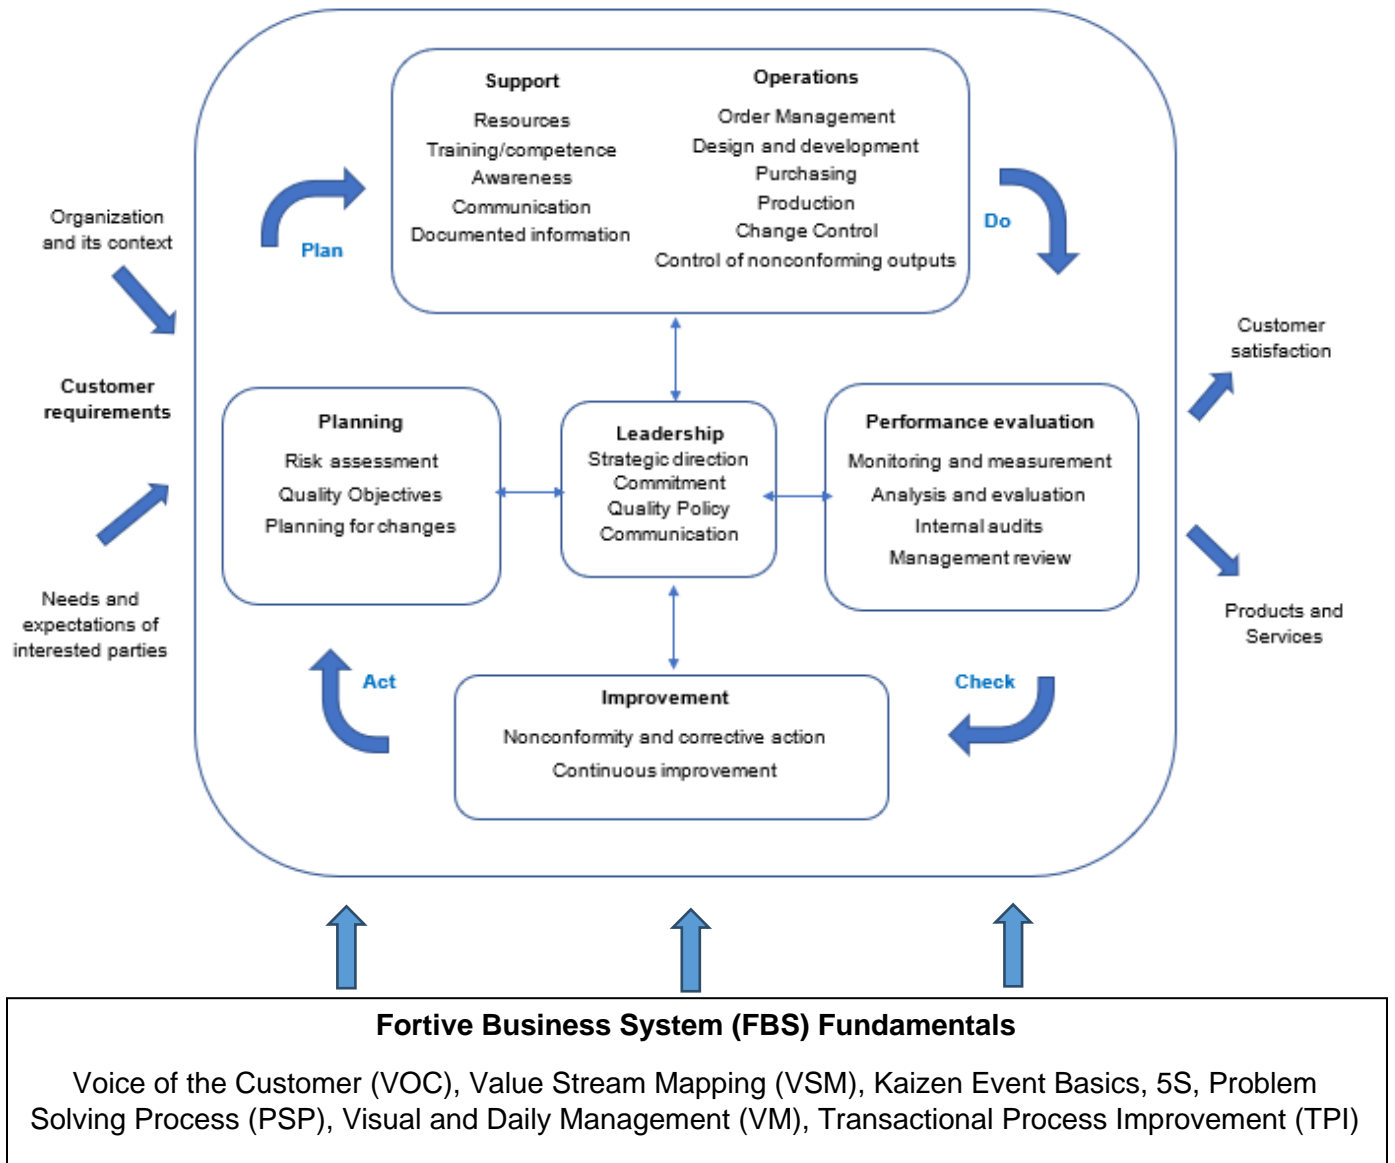 Support
Resources
Training/competence
Awareness
Communication
Documented information
Operations
Order Management
Design and development
Purchasing
Production
Change Control
Control of nonconforming outputs
Plan
Do
Organization
and its context
Customer
requirements
Needs and
expectations of
interested parties
Planning
Risk assessment
Quality Objectives
Planning for changes
Leadership
Strategic direction
Commitment
Quality Policy
Communication
Performance evaluation
Monitoring and measurement
Analysis and evaluation
Internal audits
Management review
Customer
satisfaction
Products and
Services
Act
Check
Improvement
Nonconformity and corrective action
Continuous improvement
Fortive Business System (FBS) Fundamentals
Voice of the Customer (VOC), Value Stream Mapping (VSM), Kaizen Event Basics, 5S, Problem
Solving Process (PSP), Visual and Daily Management (VM), Transactional Process Improvement (TPI)